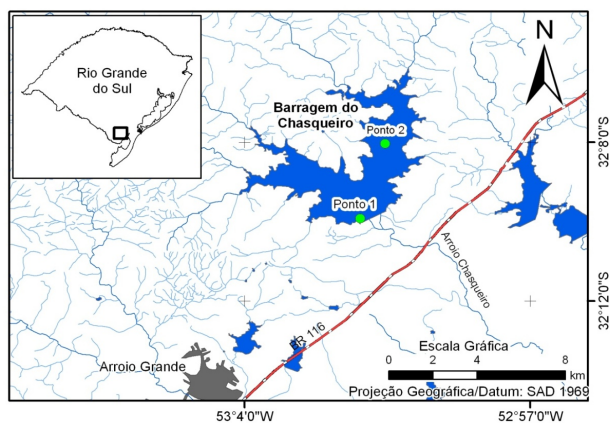 Rio Grande
do Sul
N
Barragem do
Chasqueiro
Ponto 2
Ponto 1
32°8'0"S
32°12'0"S
Arroio Chasqueiro
BR 116
Arroio Grande
Escala Gráfica
0 2 4 8
km
Projeção Geográfica/Datum: SAD 1969
53°4'0"W
52°57'0"W